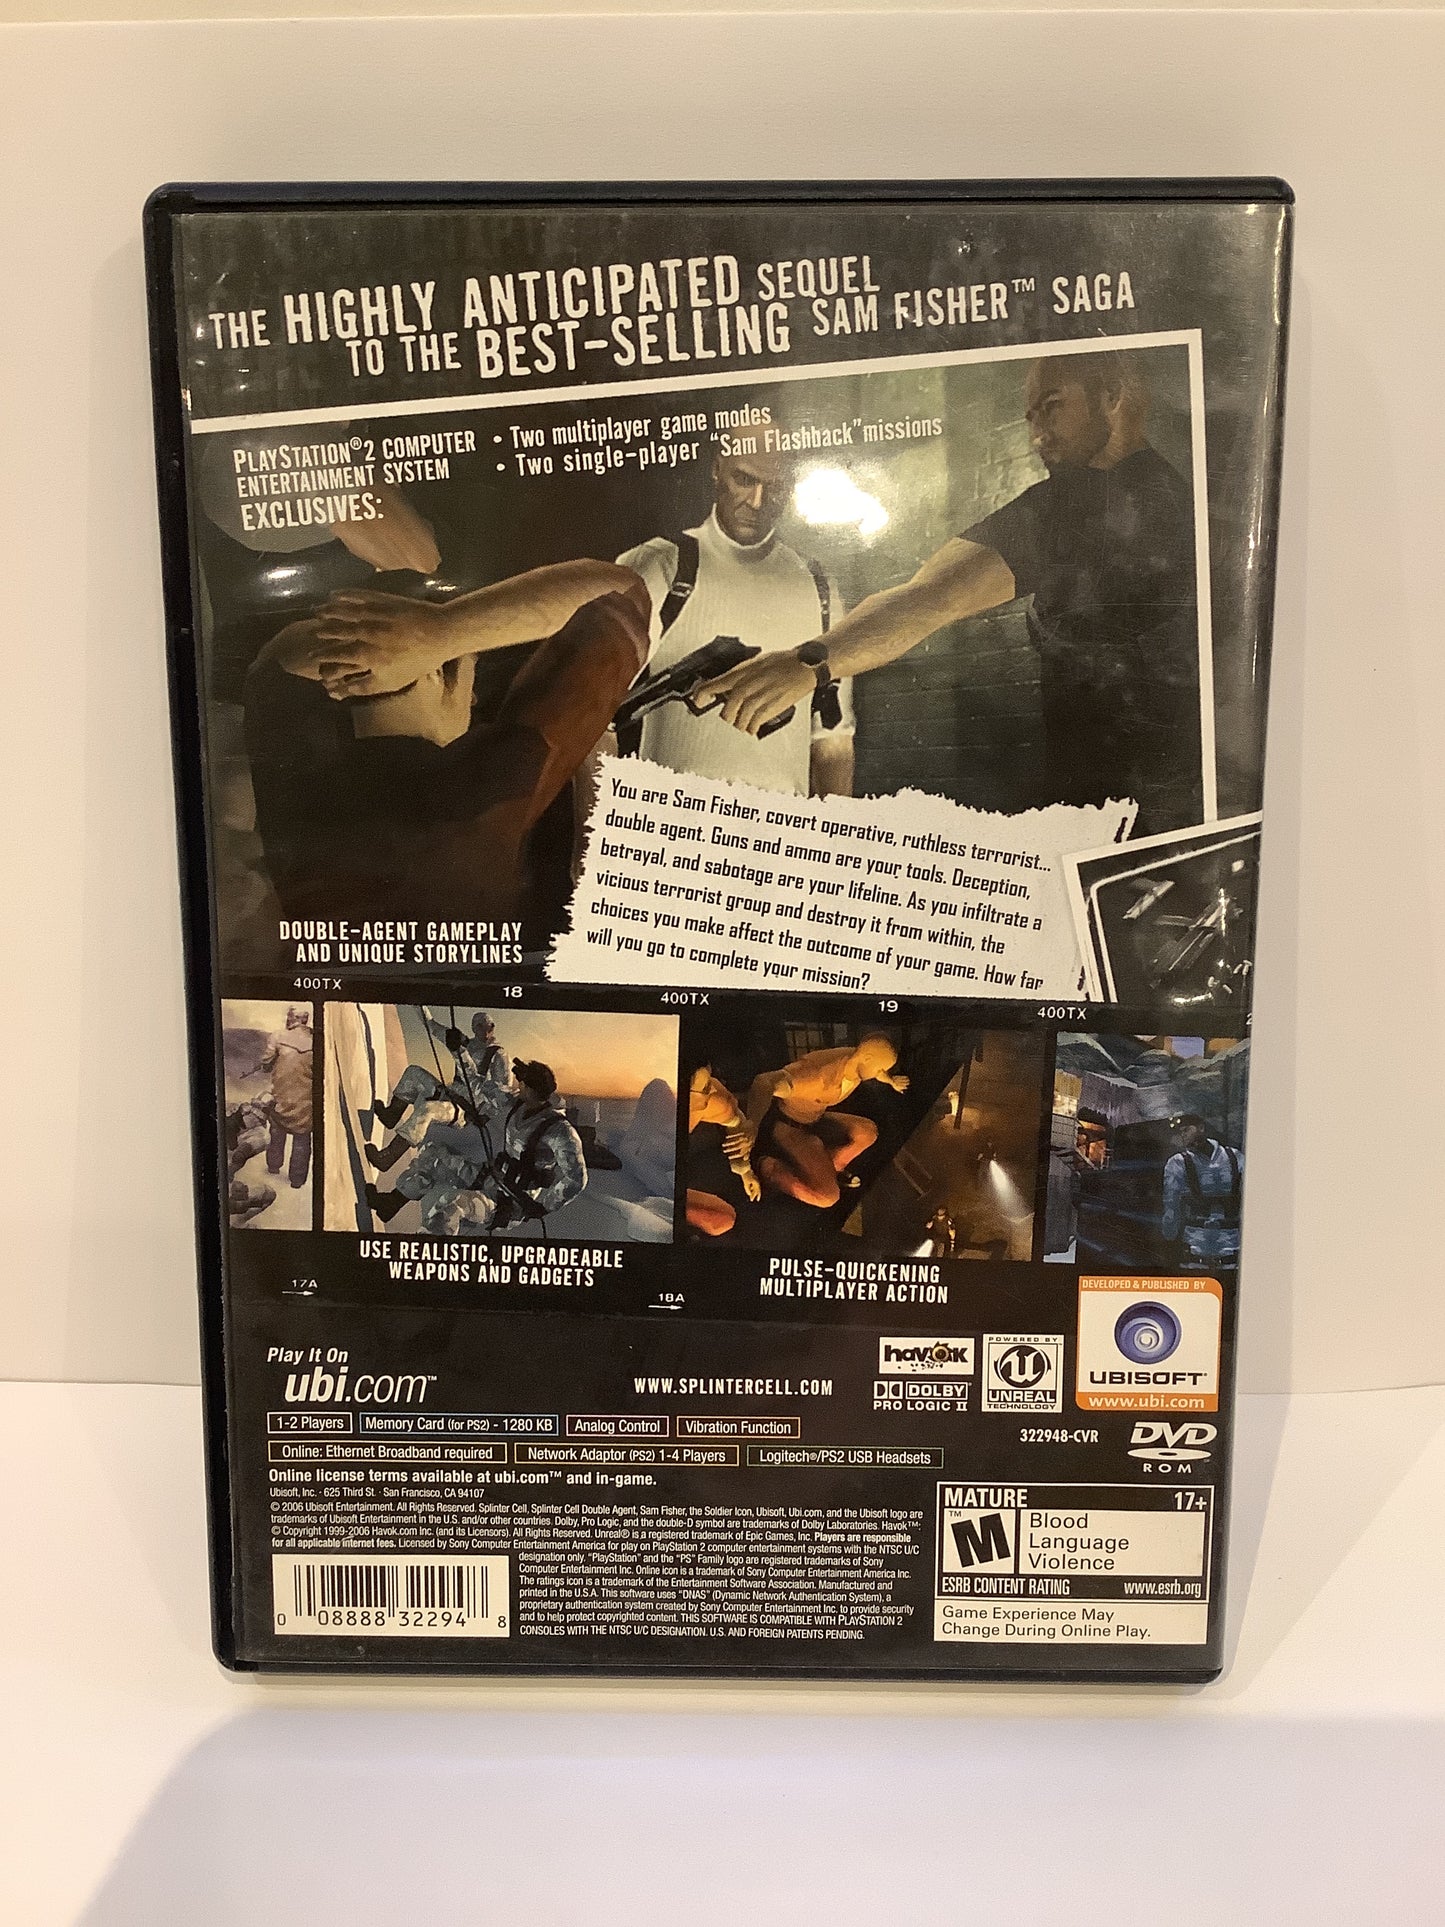 THE HIGHLY ANTICIPATED SEQUEL
TO THE BEST-SELLING SAM FISHER™ SAGA
PLAYSTATION®2 COMPUTER
ENTERTAINMENT SYSTEM
EXCLUSIVES:
• Two multiplayer game modes
• Two single-player "Sam Flashback" missions
You are Sam Fisher, covert operative, ruthless terrorist...
double agent. Guns and ammo are your tools. Deception,
betrayal, and sabotage are your lifeline. As you infiltrate a
vicious terrorist group and destroy it from within, the
choices you make affect the outcome of your game. How far
will you go to complete your mission?
DOUBLE-AGENT GAMEPLAY
AND UNIQUE STORYLINES
400TX 18 400TX 19 400TX
USE REALISTIC, UPGRADEABLE
WEAPONS AND GADGETS
PULSE-QUICKENING
MULTIPLAYER ACTION
17A
18A
DEVELOPED & PUBLISHED BY
UBISOFT
www.ubi.com
Play It On
ubi.com™
WWW.SPLINTERCELL.COM
havok
DOLBY
PRO LOGIC II
POWERED BY
UNREAL
TECHNOLOGY
1-2 Players
Memory Card (for PS2) - 1280 KB
Analog Control
Vibration Function
322948-CVR
DVD
ROM
Online: Ethernet Broadband required
Network Adaptor (PS2) 1-4 Players
Logitech®/PS2 USB Headsets
Online license terms available at ubi.com™ and in-game.
Ubisoft, Inc. · 625 Third St. · San Francisco, CA 94107
© 2006 Ubisoft Entertainment. All Rights Reserved. Splinter Cell, Splinter Cell Double Agent, Sam Fisher, the Soldier Icon, Ubisoft, Ubi.com, and the Ubisoft logo are
trademarks of Ubisoft Entertainment in the U.S. and/or other countries. Dolby, Pro Logic, and the double-D symbol are trademarks of Dolby Laboratories. Havok™:
© Copyright 1999-2006 Havok.com Inc. (and its Licensors). All Rights Reserved. Unreal® is a registered trademark of Epic Games, Inc. Players are responsible
for all applicable Internet fees. Licensed by Sony Computer Entertainment America for play on PlayStation 2 computer entertainment systems with the NTSC U/C
designation only. "PlayStation" and the "PS" Family logo are registered trademarks of Sony
Computer Entertainment Inc. Online icon is a trademark of Sony Computer Entertainment America Inc.
The ratings icon is a trademark of the Entertainment Software Association. Manufactured and
printed in the U.S.A. This software uses "DNAS" (Dynamic Network Authentication System), a
proprietary authentication system created by Sony Computer Entertainment Inc. to provide security
and to help protect copyrighted content. THIS SOFTWARE IS COMPATIBLE WITH PLAYSTATION 2
CONSOLES WITH THE NTSC U/C DESIGNATION. U.S. AND FOREIGN PATENTS PENDING.
0 08888 32294 8
MATURE 17+
M
Blood
Language
Violence
ESRB CONTENT RATING www.esrb.org
Game Experience May
Change During Online Play.